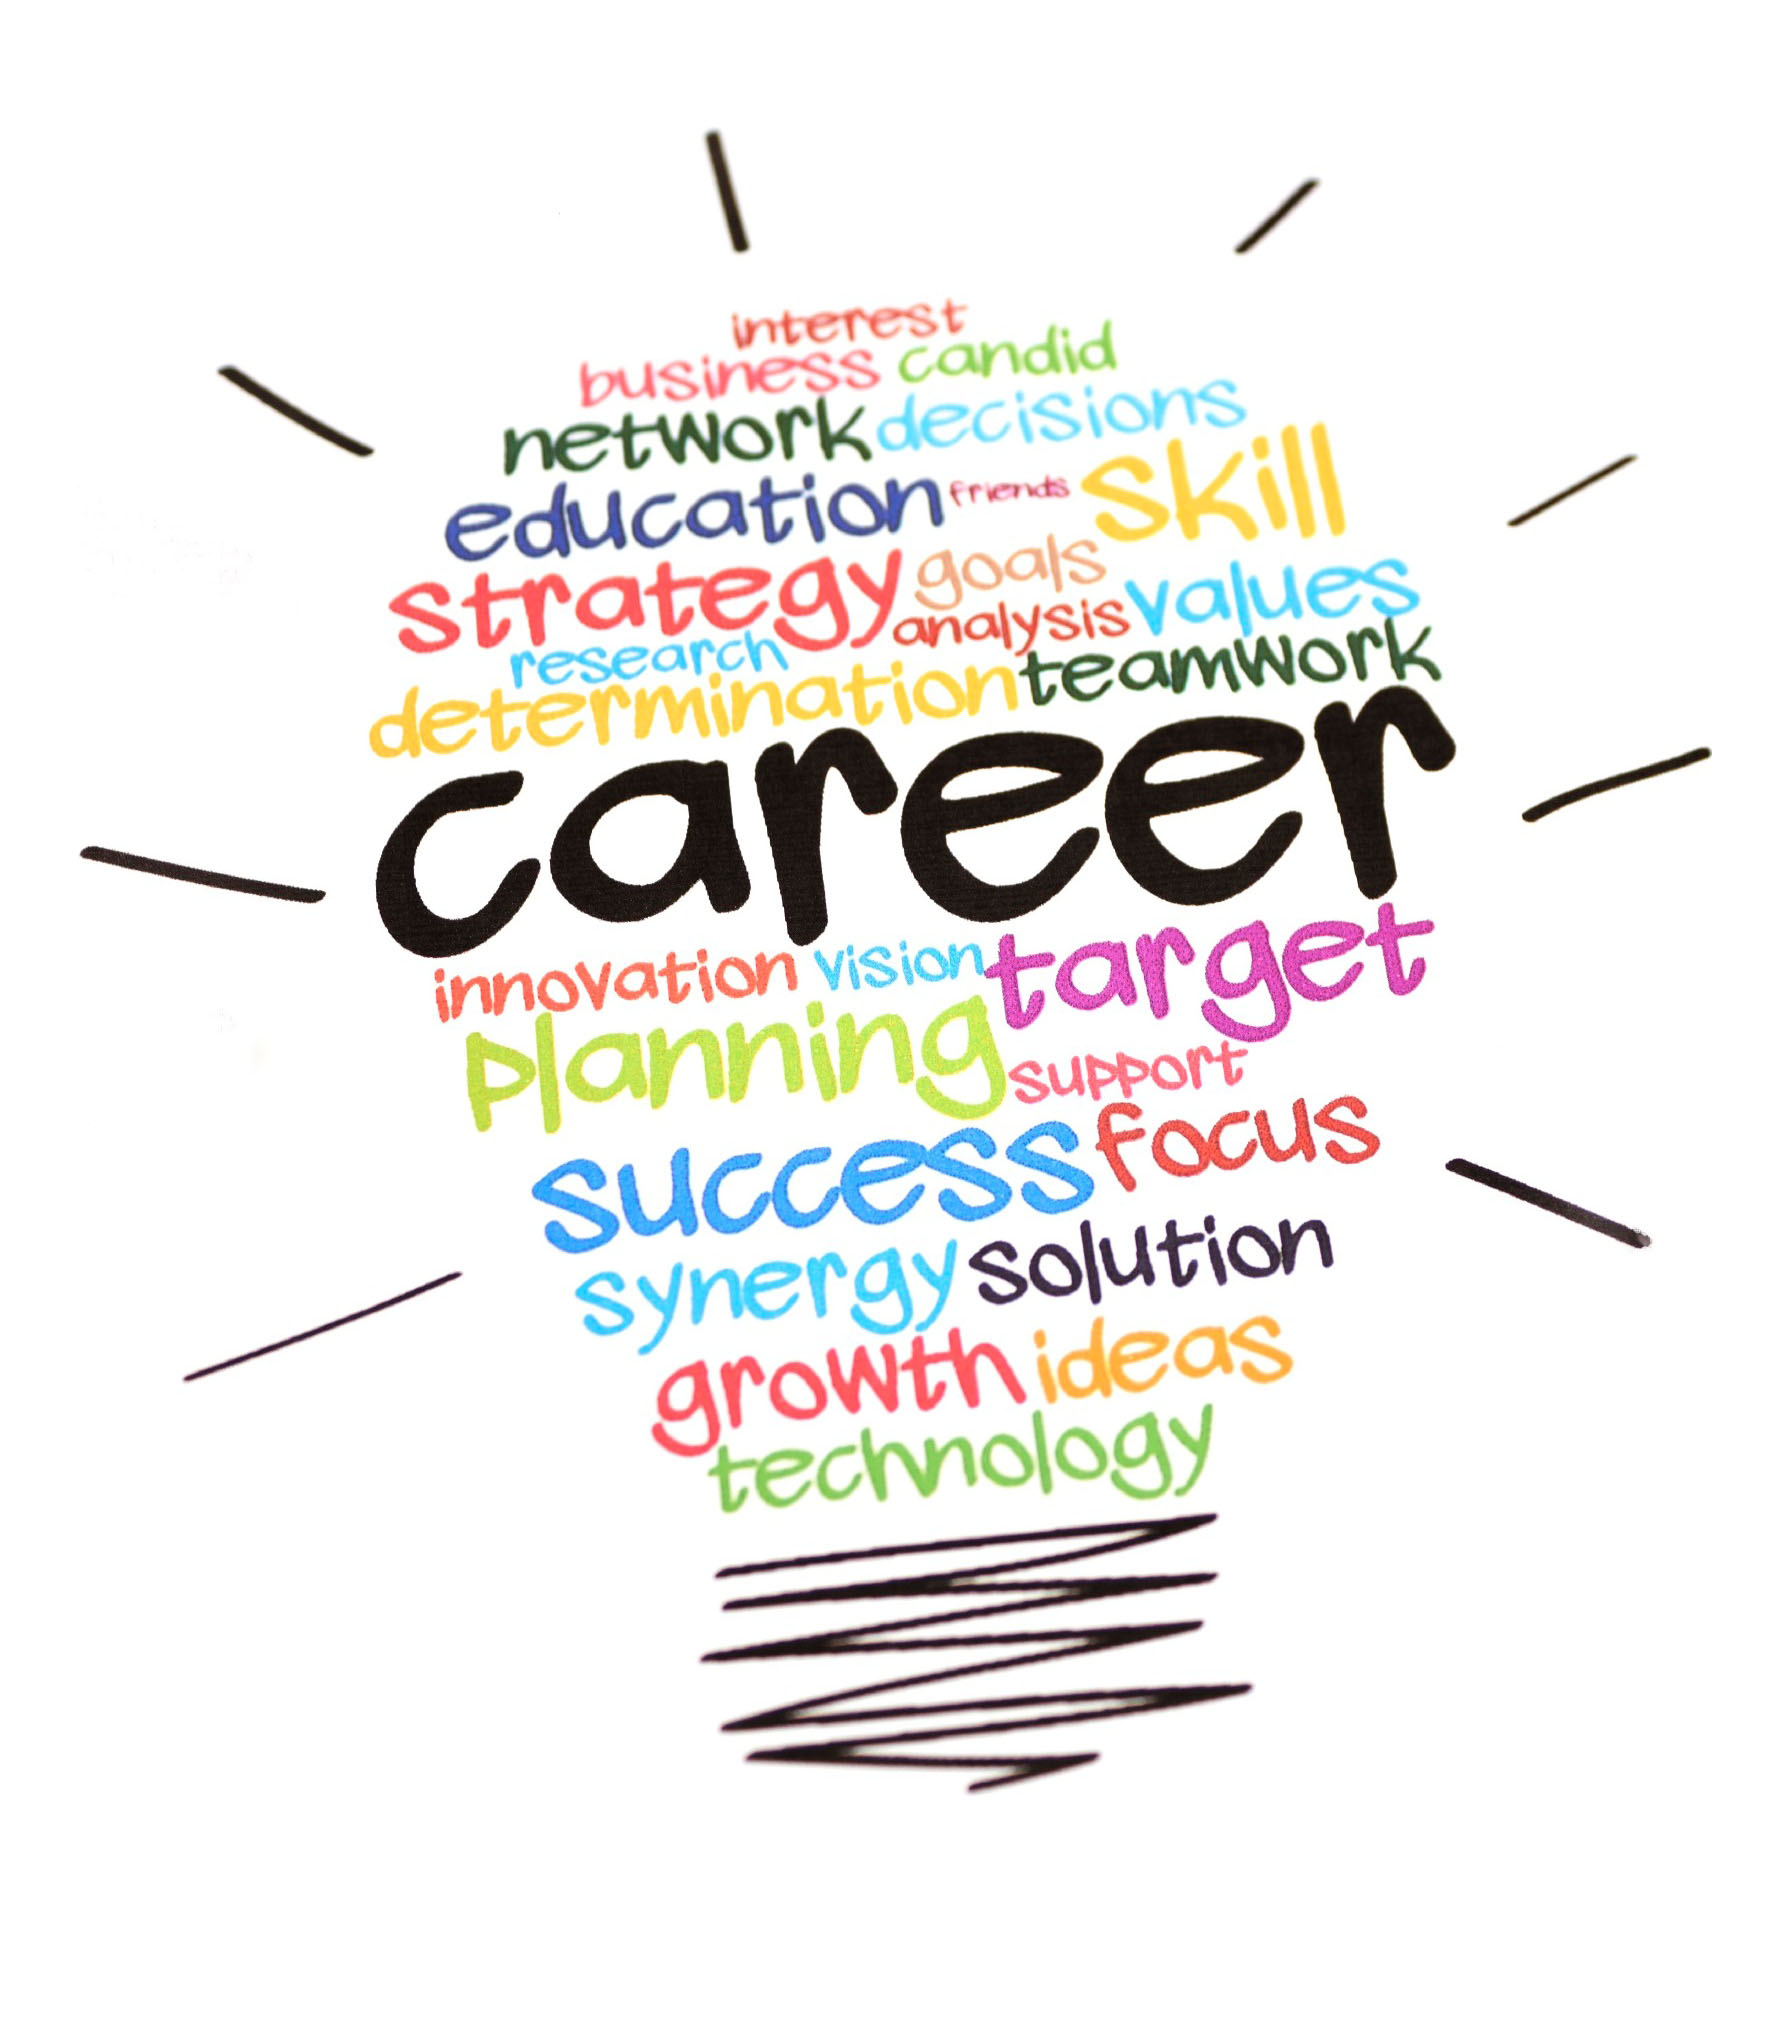 interest
business candid
network decisions
education friends skill
strategy goals values
research analysis teamwork
determination
career
innovation vision target
planning support
success focus
synergy solution
growth ideas
technology